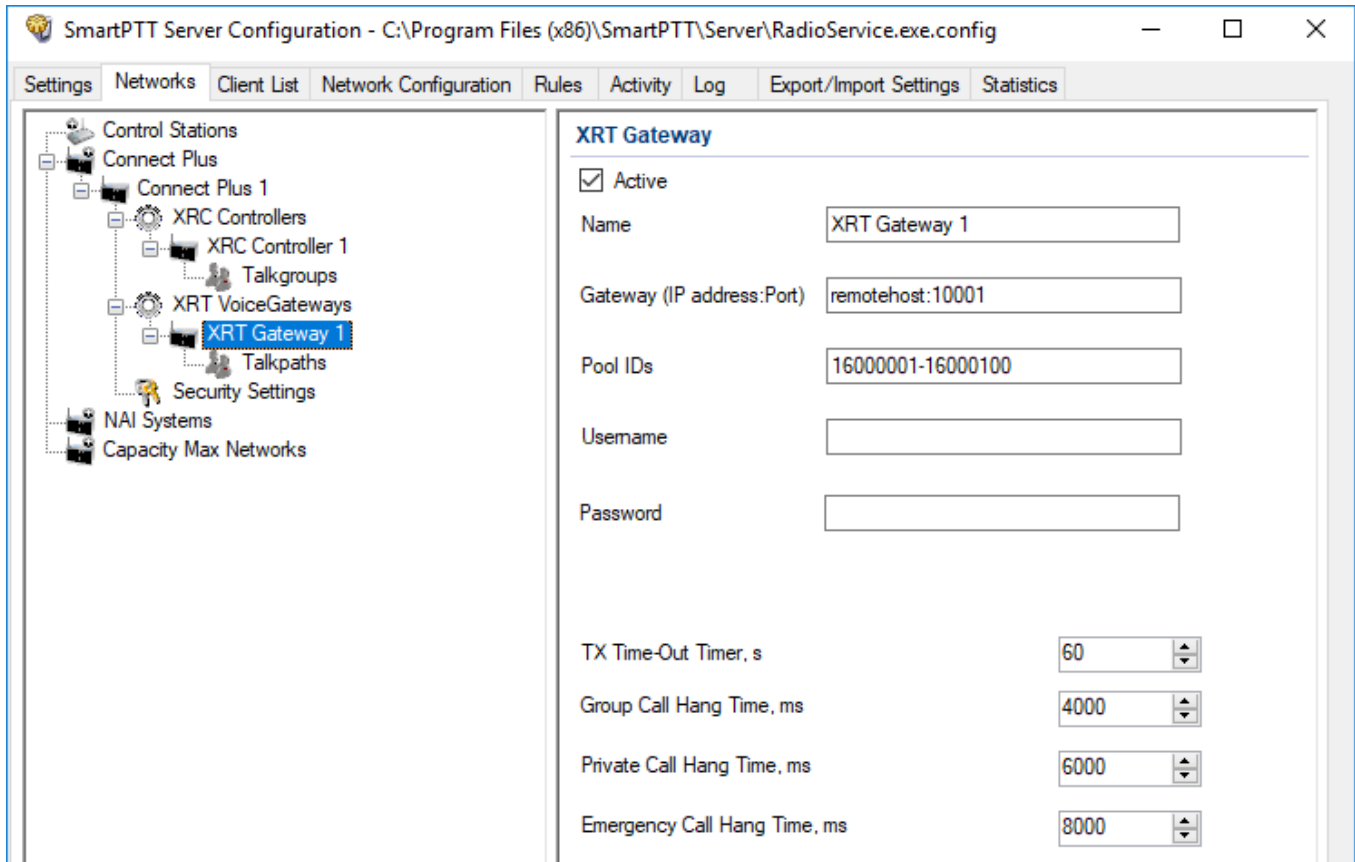 SmartPTT Server Configuration - C:\Program Files (x86)\SmartPTT\Server\RadioService.exe.config
Settings Networks Client List Network Configuration Rules Activity Log Export/Import Settings Statistics
Control Stations
Connect Plus
Connect Plus 1
XRC Controllers
XRC Controller 1
Talkgroups
XRT VoiceGateways
XRT Gateway 1
Talkpaths
Security Settings
NAI Systems
Capacity Max Networks
XRT Gateway
Active
Name XRT Gateway 1
Gateway (IP address:Port) remotehost:10001
Pool IDs 16000001-16000100
Username
Password
TX Time-Out Timer, s 60
Group Call Hang Time, ms 4000
Private Call Hang Time, ms 6000
Emergency Call Hang Time, ms 8000